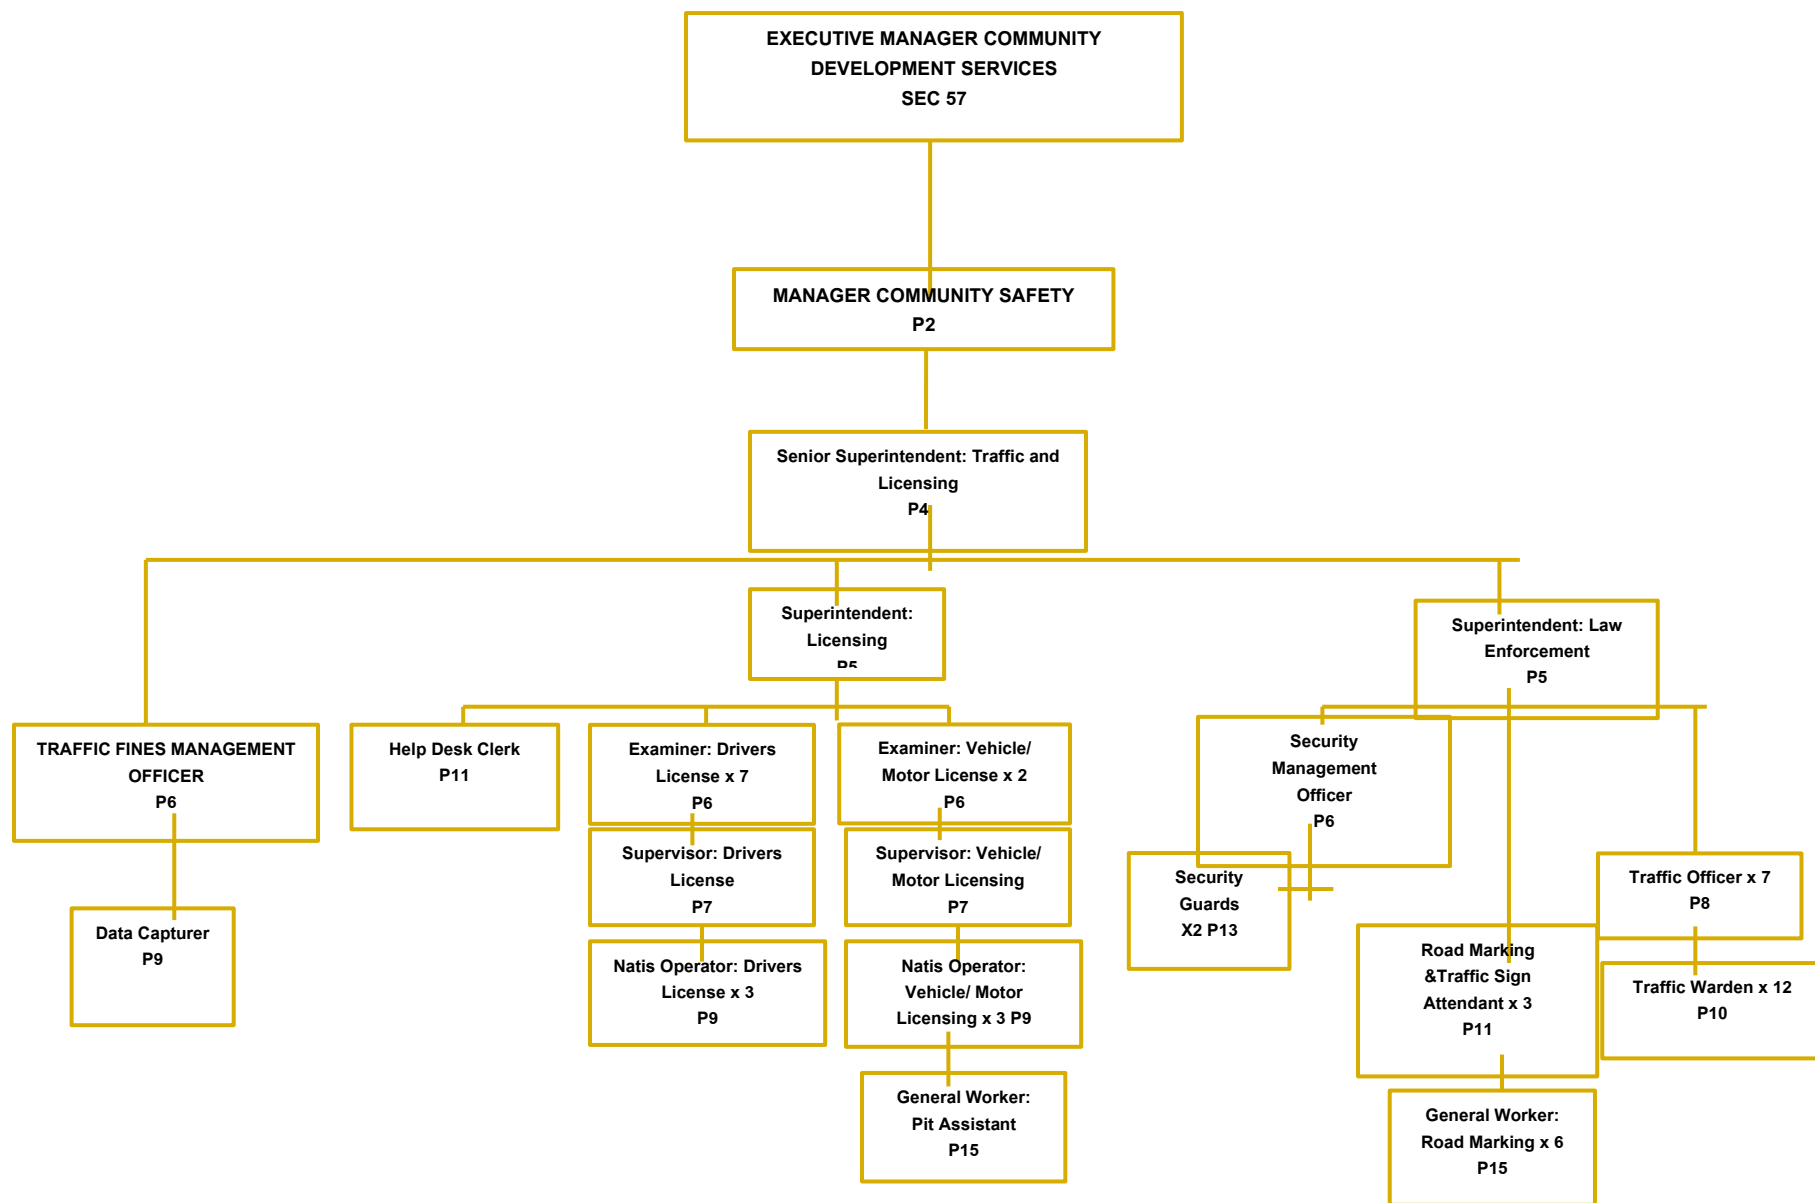 EXECUTIVE MANAGER COMMUNITY
DEVELOPMENT SERVICES
SEC 57
MANAGER COMMUNITY SAFETY
P2
Senior Superintendent: Traffic and
Licensing
P4
Superintendent:
Licensing
P5
Superintendent: Law
Enforcement
P5
TRAFFIC FINES MANAGEMENT
OFFICER
P6
Help Desk Clerk
P11
Examiner: Drivers
License x 7
P6
Examiner: Vehicle/
Motor License x 2
P6
Security
Management
Officer
P6
Supervisor: Drivers
License
P7
Supervisor: Vehicle/
Motor Licensing
P7
Security
Guards
X2 P13
Traffic Officer x 7
P8
Data Capturer
P9
Natis Operator: Drivers
License x 3
P9
Natis Operator:
Vehicle/ Motor
Licensing x 3 P9
Road Marking
&Traffic Sign
Attendant x 3
P11
Traffic Warden x 12
P10
General Worker:
Pit Assistant
P15
General Worker:
Road Marking x 6
P15